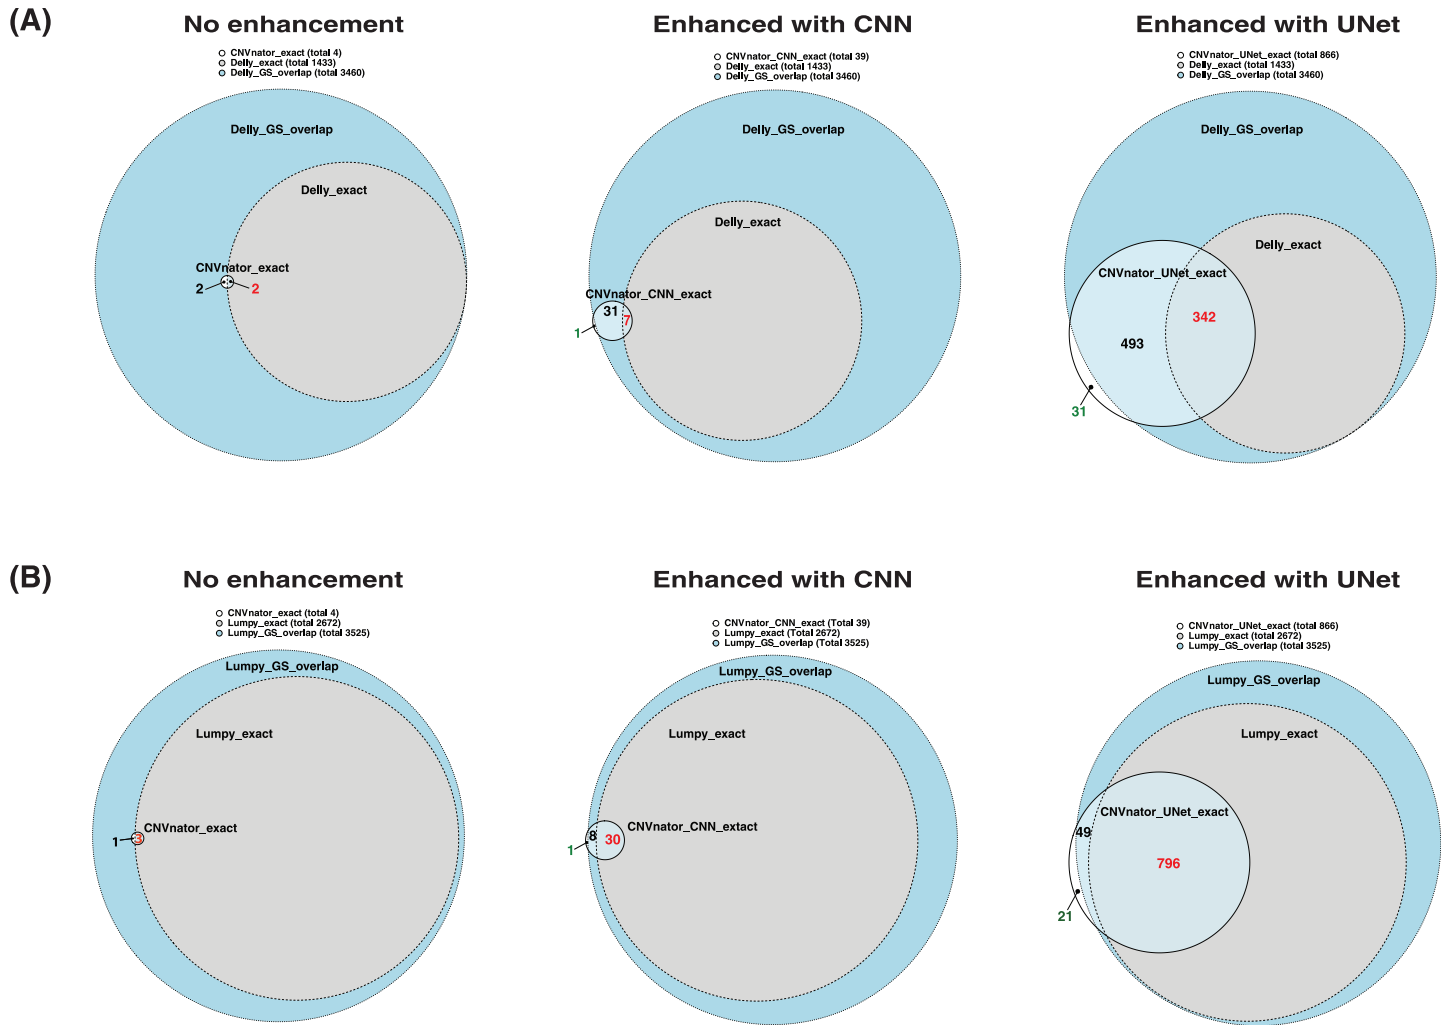 (A)
No enhancement
CNVnator_exact (total 4)
Delly_exact (total 1433)
Delly_GS_overlap (total 3460)
Delly_GS_overlap
Delly_exact
CNVnator_exact
2
2
Enhanced with CNN
CNVnator_CNN_exact (total 39)
Delly_exact (total 1433)
Delly_GS_overlap (total 3460)
Delly_GS_overlap
Delly_exact
CNVnator_CNN_exact
31
7
1
Enhanced with UNet
CNVnator_UNet_exact (total 866)
Delly_exact (total 1433)
Delly_GS_overlap (total 3460)
Delly_GS_overlap
Delly_exact
CNVnator_UNet_exact
342
493
31
(B)
No enhancement
CNVnator_exact (total 4)
Lumpy_exact (total 2672)
Lumpy_GS_overlap (total 3525)
Lumpy_GS_overlap
Lumpy_exact
CNVnator_exact
1
3
Enhanced with CNN
CNVnator_CNN_exact (Total 39)
Lumpy_exact (Total 2672)
Lumpy_GS_overlap (Total 3525)
Lumpy_GS_overlap
Lumpy_exact
CNVnator_CNN_extact
8
30
1
Enhanced with UNet
CNVnator_UNet_exact (total 866)
Lumpy_exact (total 2672)
Lumpy_GS_overlap (total 3525)
Lumpy_GS_overlap
Lumpy_exact
CNVnator_UNet_exact
49
796
21